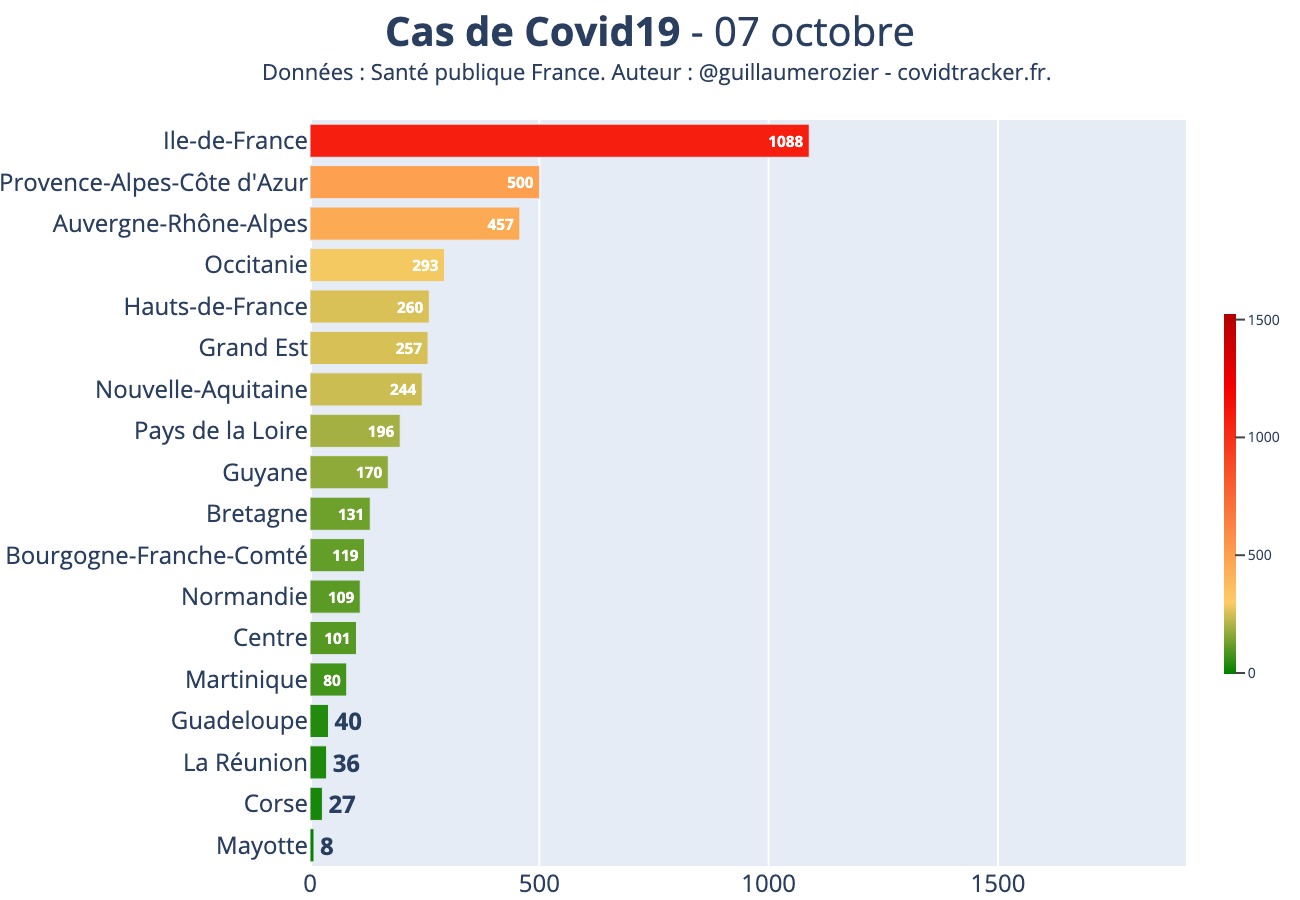 Cas de Covid19 - 07 octobre
Données : Santé publique France. Auteur : @guillaumerozier - covidtracker.fr.
Ile-de-France 1088
Provence-Alpes-Côte d'Azur 500
Auvergne-Rhône-Alpes 457
Occitanie 293
Hauts-de-France 260
Grand Est 257
Nouvelle-Aquitaine 244
Pays de la Loire 196
Guyane 170
Bretagne 131
Bourgogne-Franche-Comté 119
Normandie 109
Centre 101
Martinique 80
Guadeloupe 40
La Réunion 36
Corse 27
Mayotte 8
0 500 1000 1500
1500
1000
500
0